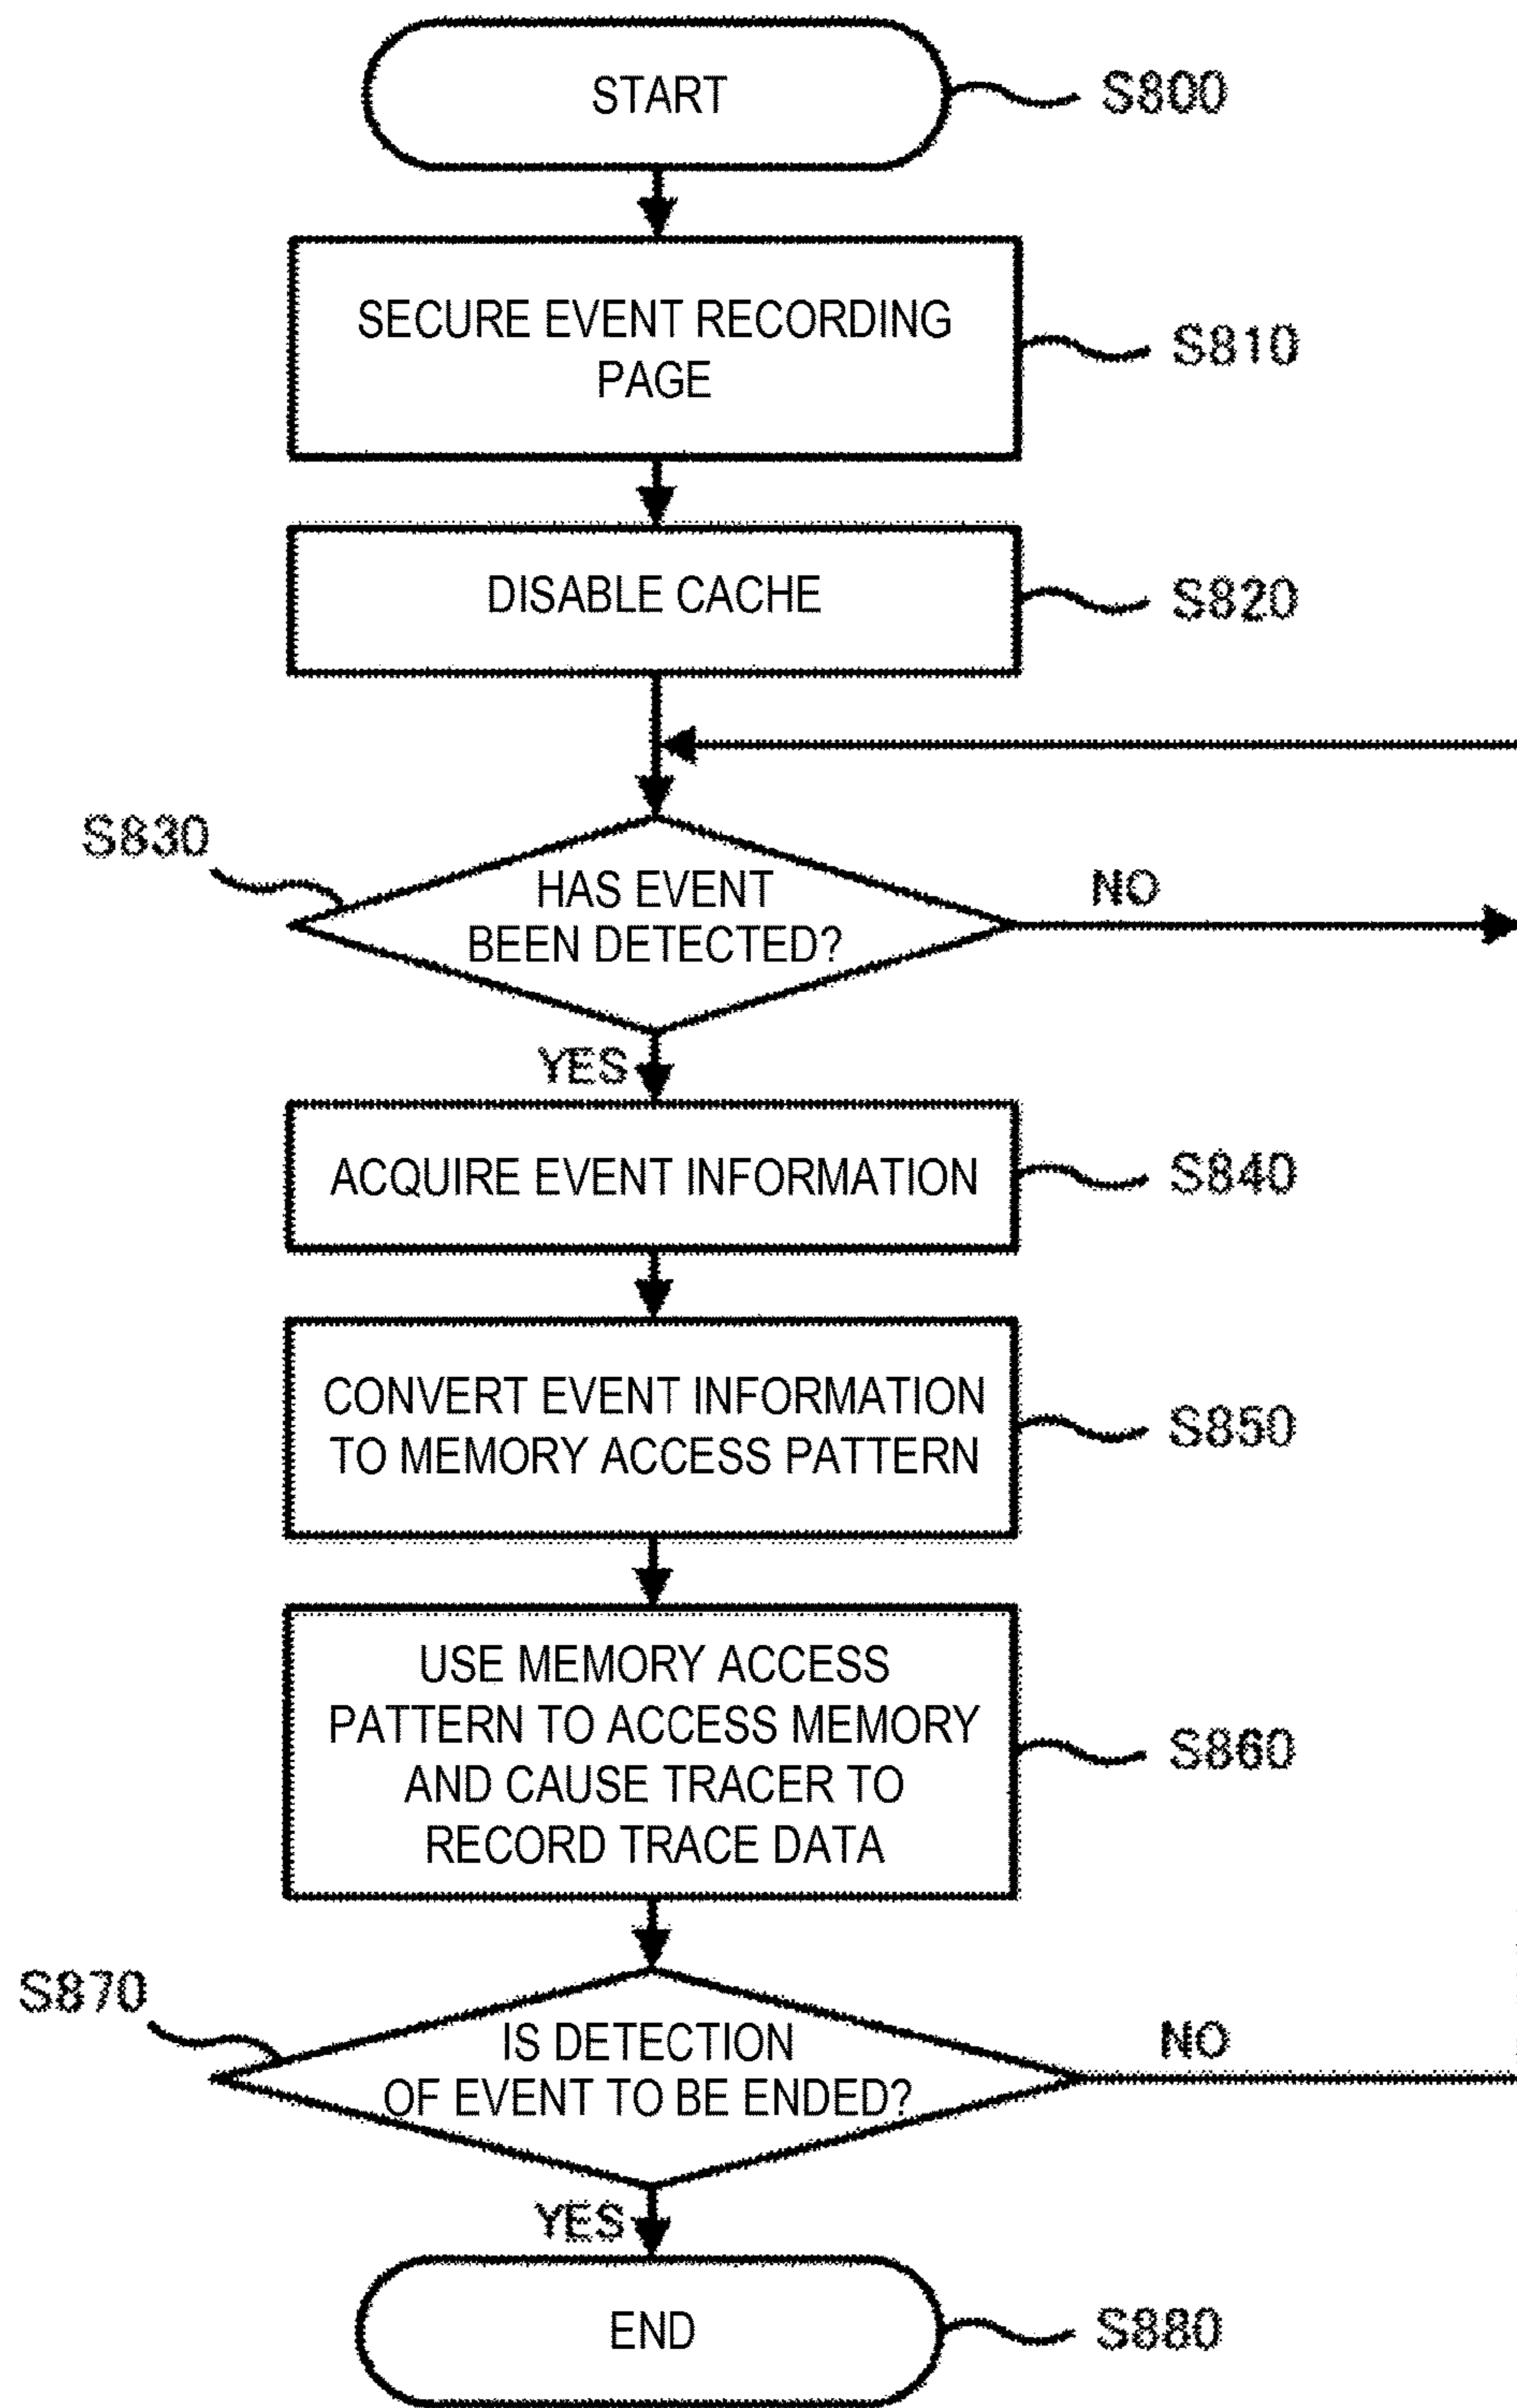 START
S800
SECURE EVENT RECORDING
PAGE
S810
DISABLE CACHE
S820
S830
HAS EVENT
BEEN DETECTED?
NO
YES
ACQUIRE EVENT INFORMATION
S840
CONVERT EVENT INFORMATION
TO MEMORY ACCESS PATTERN
S850
USE MEMORY ACCESS
PATTERN TO ACCESS MEMORY
AND CAUSE TRACER TO
RECORD TRACE DATA
S860
S870
IS DETECTION
OF EVENT TO BE ENDED?
NO
YES
END
S880